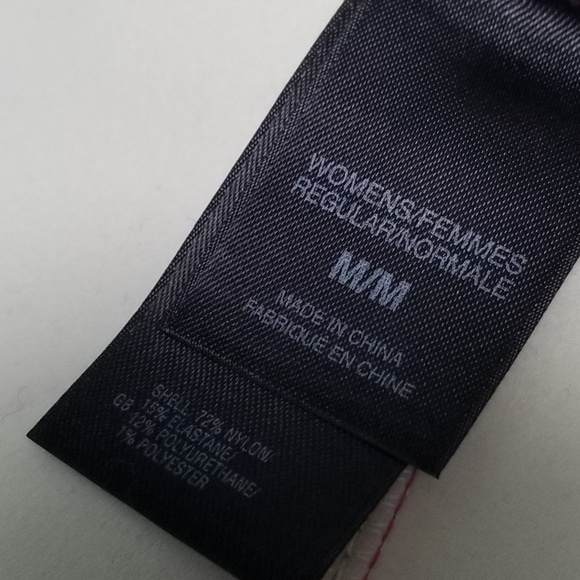 WOMENS/FEMMES
REGULAR/NORMALE
M/M
MADE IN CHINA
FABRIQUÉ EN CHINE
SHELL: 72% NYLON/
GB 15% ELASTANE/
12% POLYURETHANE/
1% POLYESTER